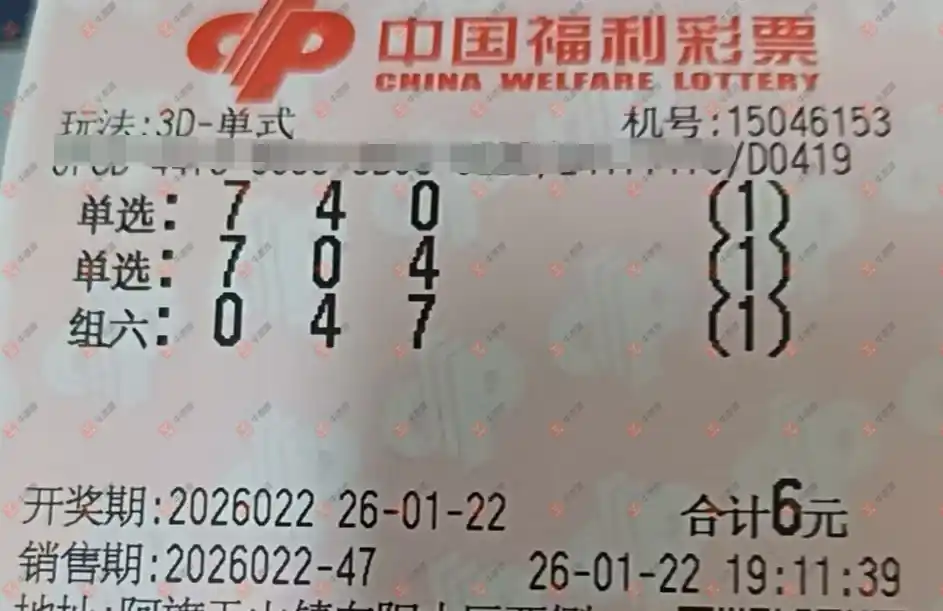 中国福利彩票
CHINA WELFARE LOTTERY
玩法:3D-单式 机号:15046153
/D0419
单选: 7 4 0 (1)
单选: 7 0 4 (1)
组六: 0 4 7 (1)
开奖期:2026022 26-01-22 合计6元
销售期:2026022-47 26-01-22 19:11:39